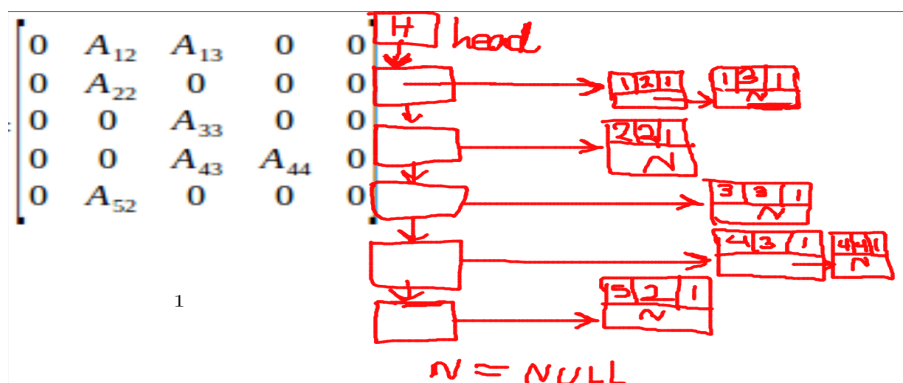 H head
0 A12 A13 0 0
1 2 1 1 3 1
N
0 A22 0 0 0
2 2 1
N
0 0 A33 0 0
3 3 1
N
0 0 A43 A44 0
4 3 1 4 4 1
N
0 A52 0 0 0
5 2 1
N
1
N = NULL